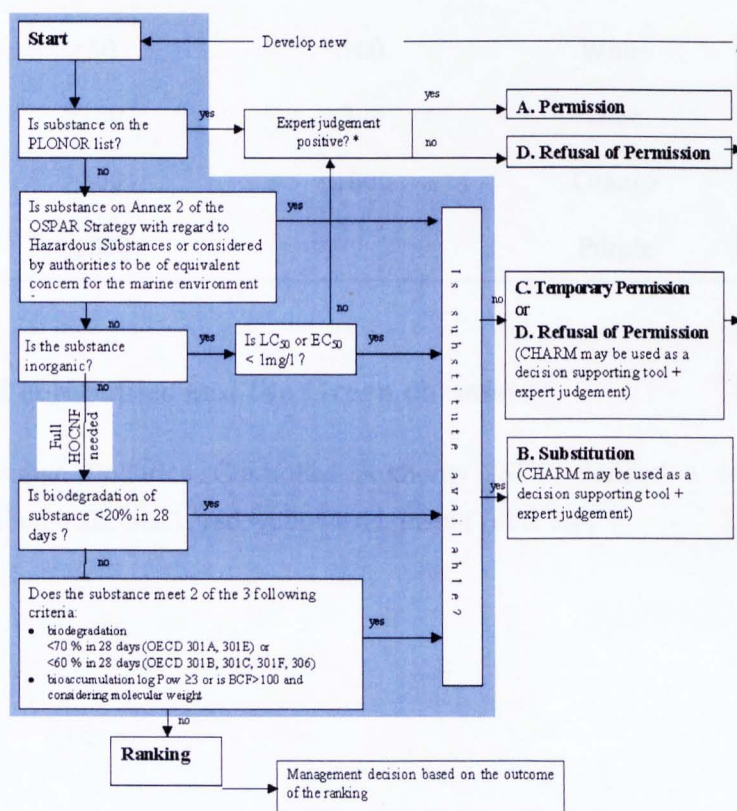 Start
Develop new
Is substance on the
PLONOR list?
yes
Expert judgement
positive? *
yes
A. Permission
no
D. Refusal of Permission
no
Is substance on Annex 2 of the
OSPAR Strategy with regard to
Hazardous Substances or considered
by authorities to be of equivalent
concern for the marine environment
yes
no
Is the substance
inorganic?
yes
Is LC50 or EC50
< 1mg/l ?
no
yes
Is substitute available?
no
C. Temporary Permission
or
D. Refusal of Permission
(CHARM may be used as a
decision supporting tool +
expert judgement)
yes
B. Substitution
(CHARM may be used as a
decision supporting tool +
expert judgement)
no
Full
HOCNF
needed
Is biodegradation of
substance <20% in 28
days ?
yes
no
Does the substance meet 2 of the 3 following
criteria:
• biodegradation
<70 % in 28 days (OECD 301A, 301E) or
<60 % in 28 days (OECD 301B, 301C, 301F, 306)
• bioaccumulation log Pow ≥3 or is BCF>100 and
considering molecular weight
yes
no
Ranking
Management decision based on the outcome
of the ranking